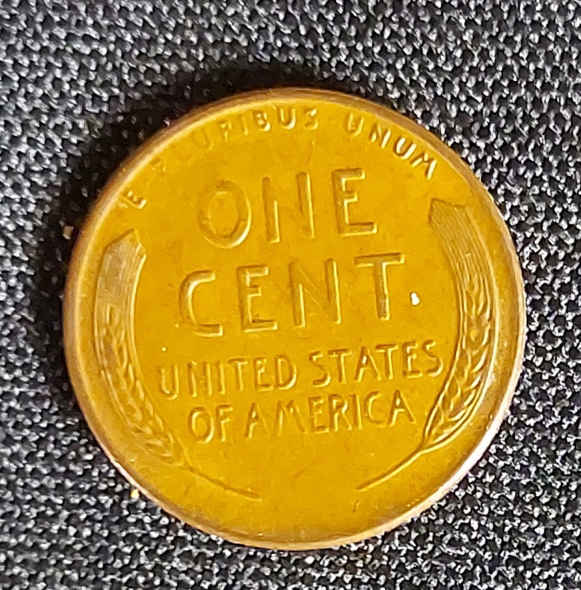 E PLURIBUS UNUM
ONE
CENT
UNITED STATES
OF AMERICA